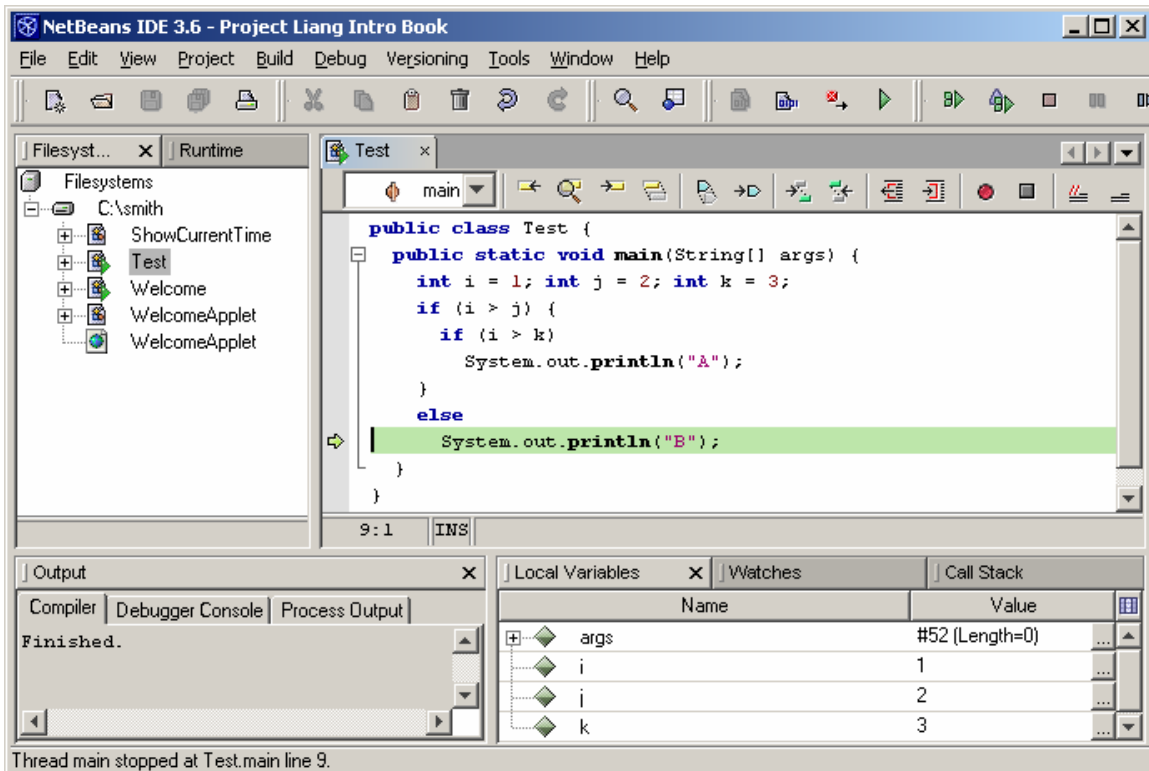 NetBeans IDE 3.6 - Project Liang Intro Book
File Edit View Project Build Debug Versioning Tools Window Help
Filesyst... Runtime
Filesystems
C:\smith
ShowCurrentTime
Test
Welcome
WelcomeApplet
WelcomeApplet
Test
main
public class Test {
public static void main(String[] args) {
int i = 1; int j = 2; int k = 3;
if (i > j) {
if (i > k)
System.out.println("A");
}
else
System.out.println("B");
}
}
9:1 INS
Output
Compiler Debugger Console Process Output
Finished.
Local Variables Watches Call Stack
Name Value
args #52 (Length=0) ...
i 1 ...
j 2 ...
k 3 ...
Thread main stopped at Test.main line 9.